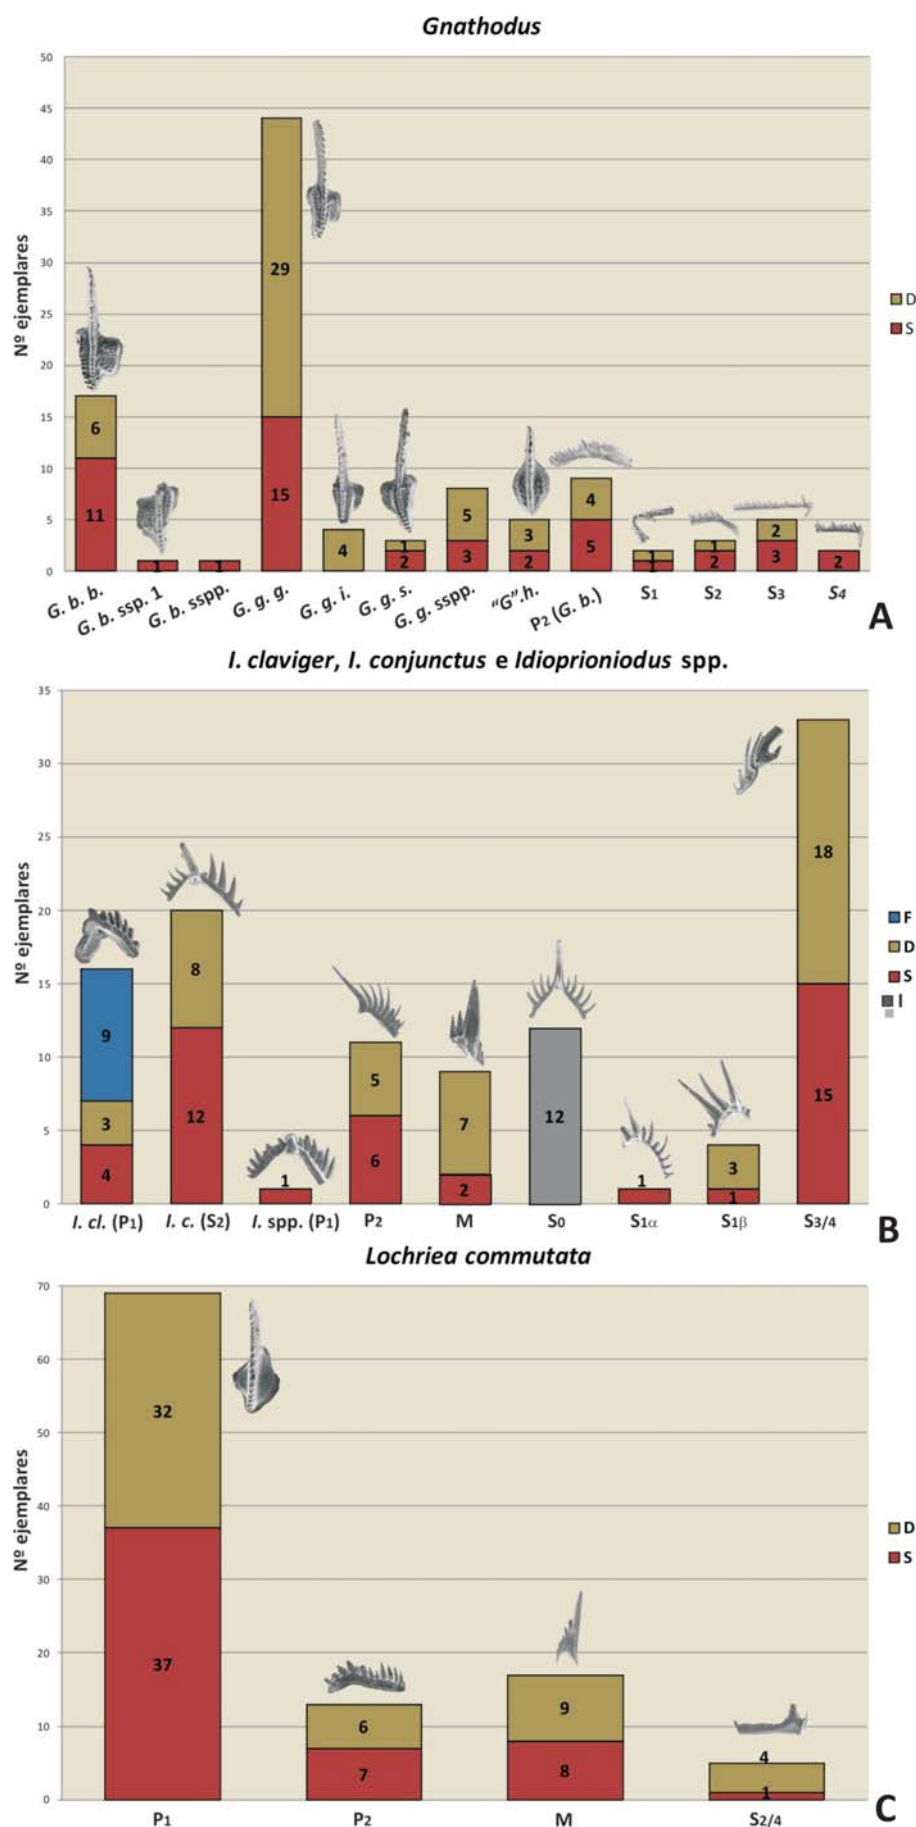 Gnathodus
50
45
40
35
30
25
20
15
10
5
0
Nº ejemplares
6
11
1
1
29
15
4
1
2
5
3
3
2
4
5
1
1
1
2
2
3
2
D
S
G. b. b.
G. b. ssp. 1
G. b. sspp.
G. g. g.
G. g. i.
G. g. s.
G. g. sspp.
"G".h.
P2 (G. b.)
S1
S2
S3
S4
A
I. claviger, I. conjunctus e Idioprioniodus spp.
35
30
25
20
15
10
5
0
Nº ejemplares
9
3
4
8
12
1
5
6
7
2
12
1
3
1
18
15
F
D
S
I
I. cl. (P1)
I. c. (S2)
I. spp. (P1)
P2
M
S0
S1α
S1β
S3/4
B
Lochriea commutata
70
60
50
40
30
20
10
0
Nº ejemplares
32
37
6
7
9
8
4
1
D
S
P1
P2
M
S2/4
C